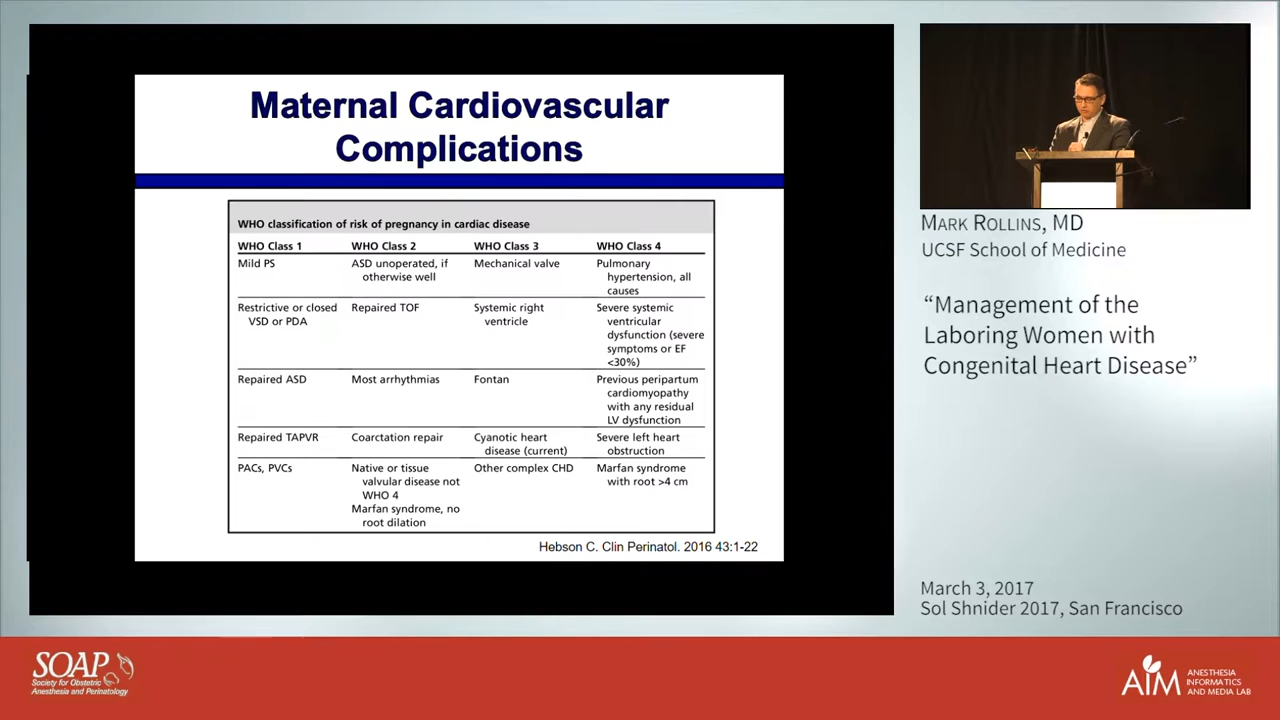 Maternal Cardiovascular
Complications
WHO classification of risk of pregnancy in cardiac disease
WHO Class 1 WHO Class 2 WHO Class 3 WHO Class 4
Mild PS
ASD unoperated, if
otherwise well
Mechanical valve
Pulmonary
hypertension, all
causes
Restrictive or closed
VSD or PDA
Repaired TOF
Systemic right
ventricle
Severe systemic
ventricular
dysfunction (severe
symptoms or EF
<30%)
Repaired ASD
Most arrhythmias
Fontan
Previous peripartum
cardiomyopathy
with any residual
LV dysfunction
Repaired TAPVR
Coarctation repair
Cyanotic heart
disease (current)
Severe left heart
obstruction
PACs, PVCs
Native or tissue
valvular disease not
WHO 4
Marfan syndrome, no
root dilation
Other complex CHD
Marfan syndrome
with root >4 cm
Hebson C. Clin Perinatol. 2016 43:1-22
MARK ROLLINS, MD
UCSF School of Medicine
“Management of the
Laboring Women with
Congenital Heart Disease”
March 3, 2017
Sol Shnider 2017, San Francisco
SOAP
Society for Obstetric
Anesthesia and Perinatology
AIM
ANESTHESIA
INFORMATICS
AND MEDIA LAB